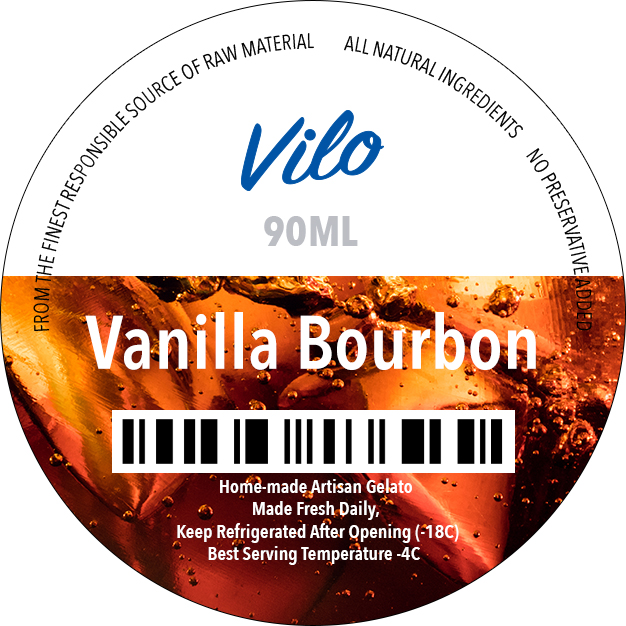 FROM THE FINEST RESPONSIBLE SOURCE OF RAW MATERIAL
ALL NATURAL INGREDIENTS
NO PRESERVATIVE ADDED
Vilo
90ML
Vanilla Bourbon
Home-made Artisan Gelato
Made Fresh Daily,
Keep Refrigerated After Opening (-18C)
Best Serving Temperature -4C